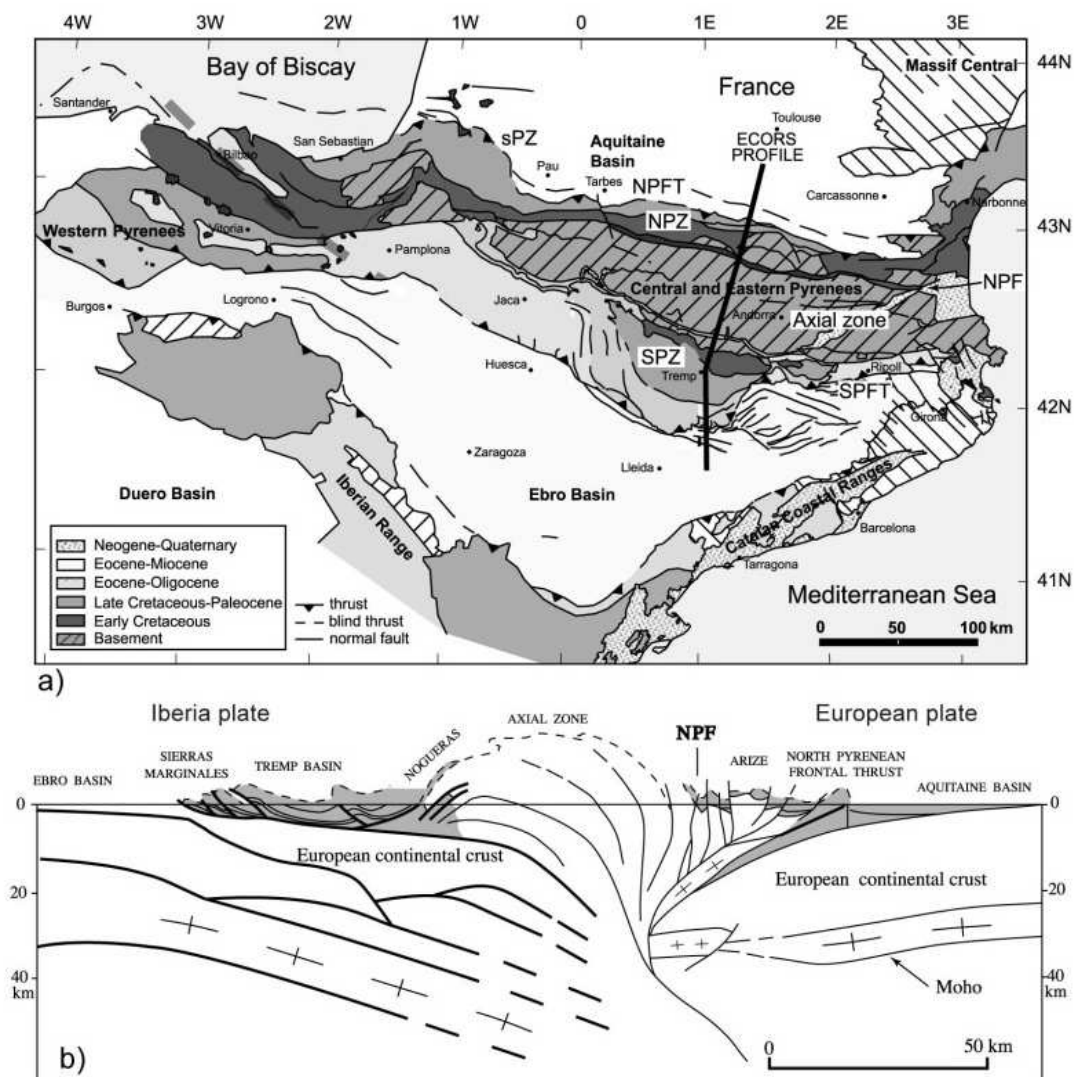 4W 3W 2W 1W 0 1E 2E 3E
Bay of Biscay
Massif Central
44N
France
Santander
Toulouse
San Sebastian
sPZ
Aquitaine
Basin
ECORS
PROFILE
Bilbao
Pau
Tarbes
NPFT
Carcassonne
Narbonne
NPZ
43N
Western Pyrenees
Vitoria
Pamplona
NPF
Central and Eastern Pyrenees
Burgos
Logrono
Jaca
Andorra
Axial zone
SPZ
Huesca
Tremp
Ripoll
SPFT
42N
Girona
Zaragoza
Lleida
Duero Basin
Iberian Range
Ebro Basin
Catalan Coastal Ranges
Barcelona
Tarragona
41N
Mediterranean Sea
Neogene-Quaternary
Eocene-Miocene
Eocene-Oligocene
Late Cretaceous-Paleocene
Early Cretaceous
Basement
thrust
blind thrust
normal fault
0 50 100 km
a)
Iberia plate
AXIAL ZONE
European plate
NPF
SIERRAS
MARGINALES
TREMP BASIN
NOGUERAS
ARIZE
NORTH PYRENEAN
FRONTAL THRUST
EBRO BASIN
AQUITAINE BASIN
0
0
European continental crust
European continental crust
20
20
40
km
40
km
Moho
b)
0 50 km